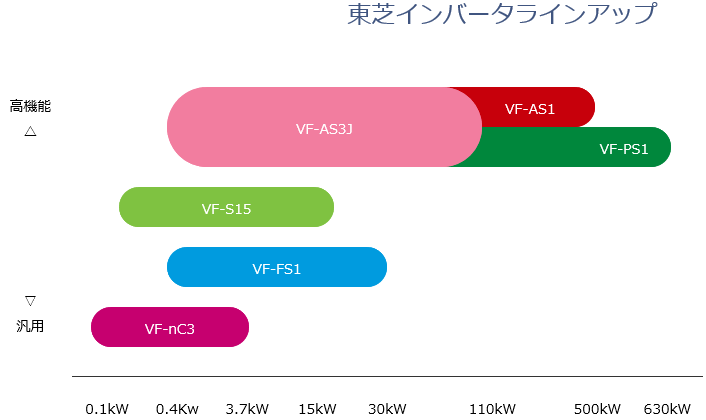 東芝インバータラインアップ
高機能
△
VF-AS3J
VF-AS1
VF-PS1
VF-S15
VF-FS1
▽
汎用
VF-nC3
0.1kW 0.4Kw 3.7kW 15kW 30kW 110kW 500kW 630kW